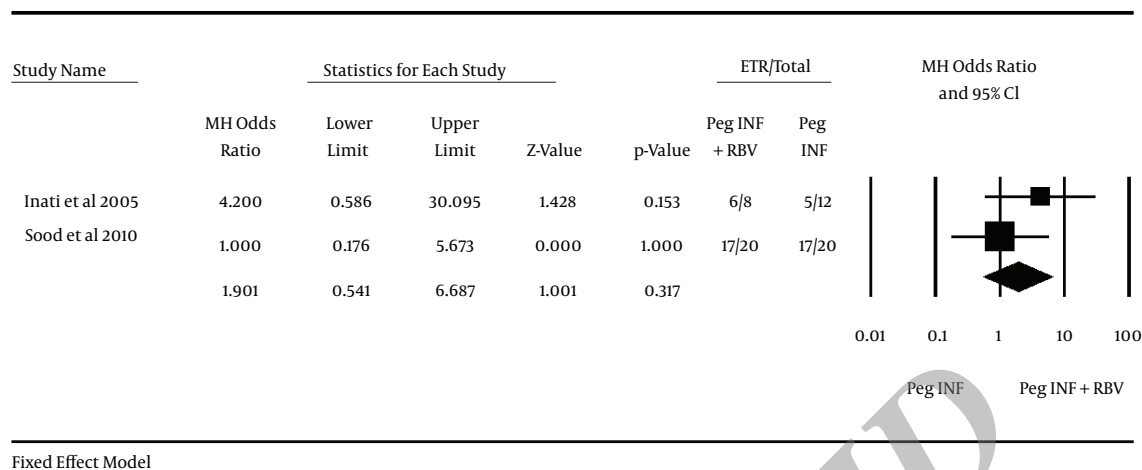 Study Name Statistics for Each Study ETR/Total MH Odds Ratio
and 95% Cl
MH Odds Lower Upper Peg INF Peg
Ratio Limit Limit Z-Value p-Value + RBV INF
Inati et al 2005 4.200 0.586 30.095 1.428 0.153 6/8 5/12
Sood et al 2010 1.000 0.176 5.673 0.000 1.000 17/20 17/20
1.901 0.541 6.687 1.001 0.317
0.01 0.1 1 10 100
Peg INF Peg INF + RBV
Fixed Effect Model